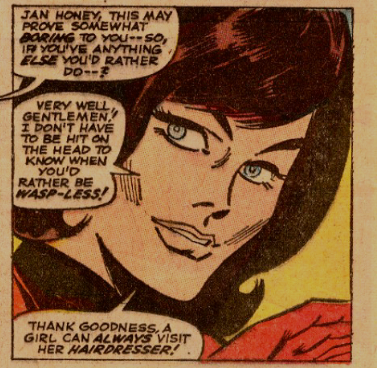 JAN HONEY, THIS MAY
PROVE SOMEWHAT
BORING TO YOU--SO,
IF YOU'VE ANYTHING
ELSE YOU'D RATHER
DO--?
VERY WELL,
GENTLEMEN!
I DON'T HAVE
TO BE HIT ON
THE HEAD TO
KNOW WHEN
YOU'D
RATHER BE
WASP-LESS!
THANK GOODNESS, A
GIRL CAN ALWAYS VISIT
HER HAIRDRESSER!